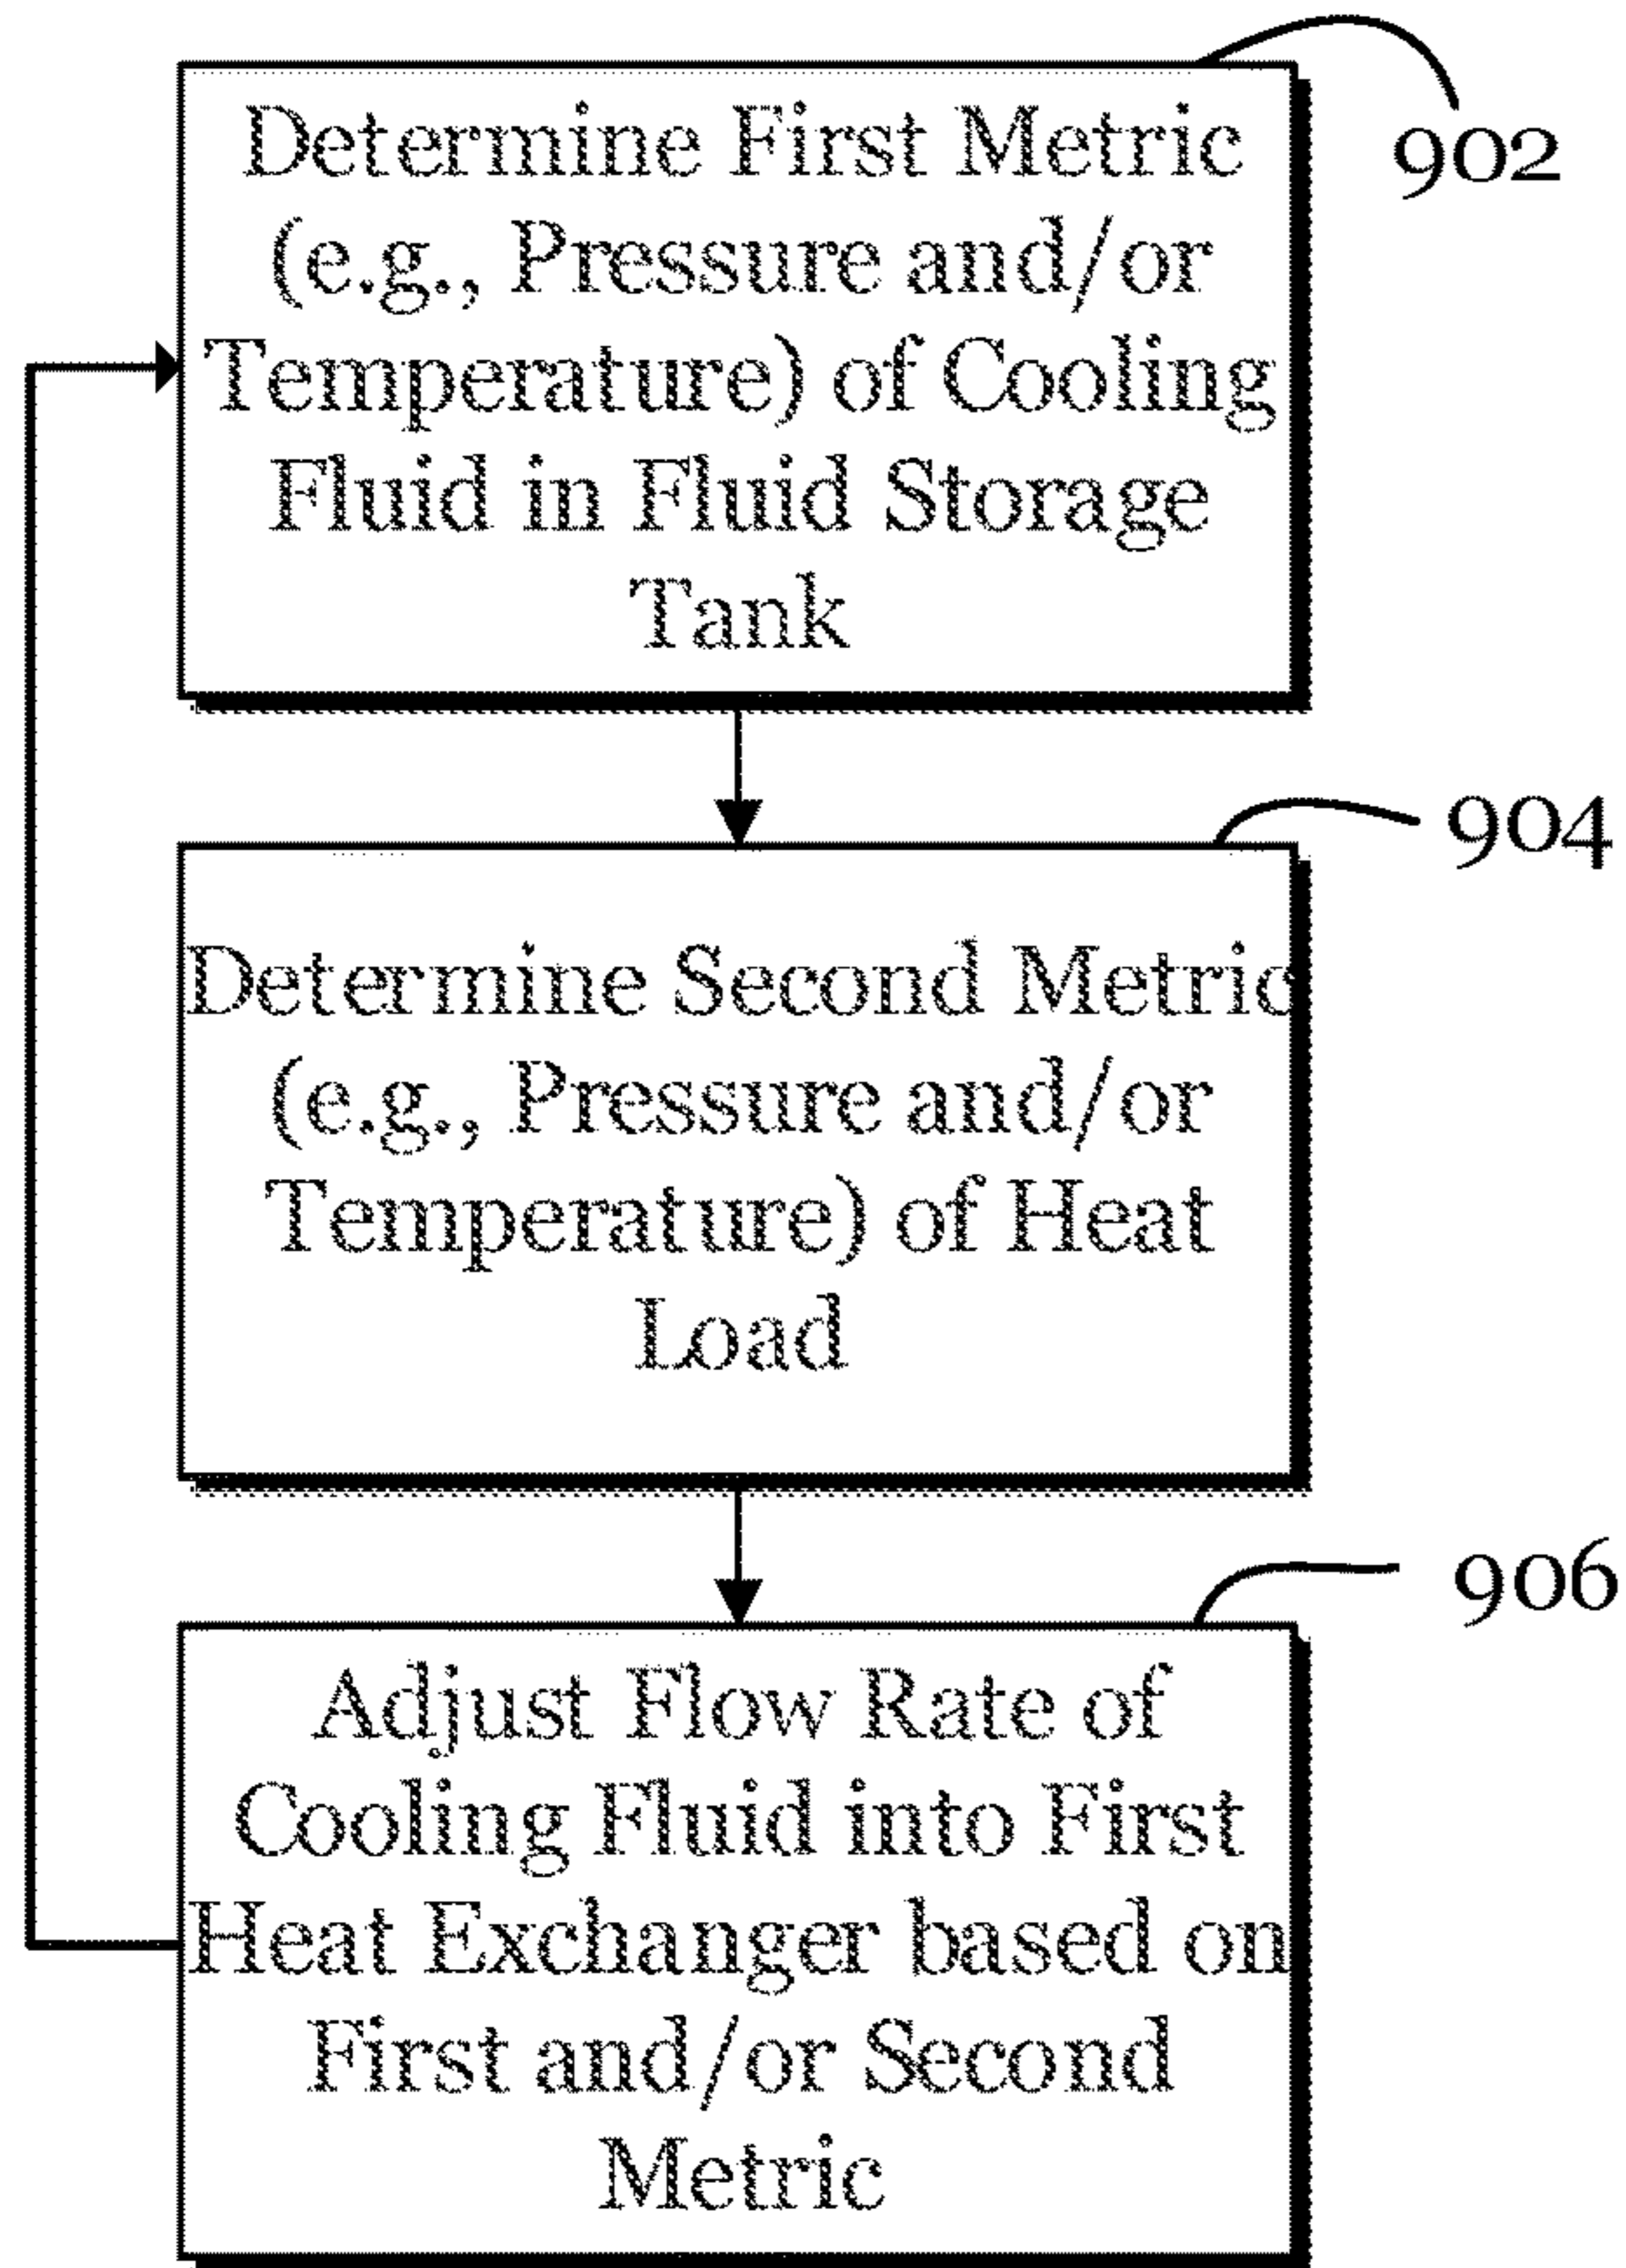 902
Determine First Metric
(e.g., Pressure and/or
Temperature) of Cooling
Fluid in Fluid Storage
Tank
904
Determine Second Metric
(e.g., Pressure and/or
Temperature) of Heat
Load
906
Adjust Flow Rate of
Cooling Fluid into First
Heat Exchanger based on
First and/or Second
Metric